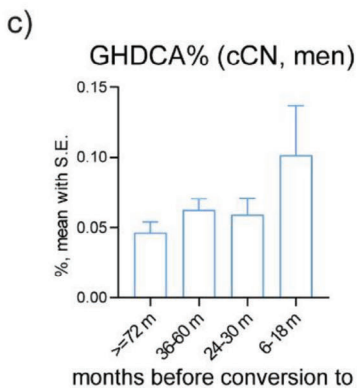 c)
GHDCA% (cCN, men)
%, mean with S.E.
0.15
0.10
0.05
0.00
>=72 m
36-60 m
24-30 m
6-18 m
months before conversion to